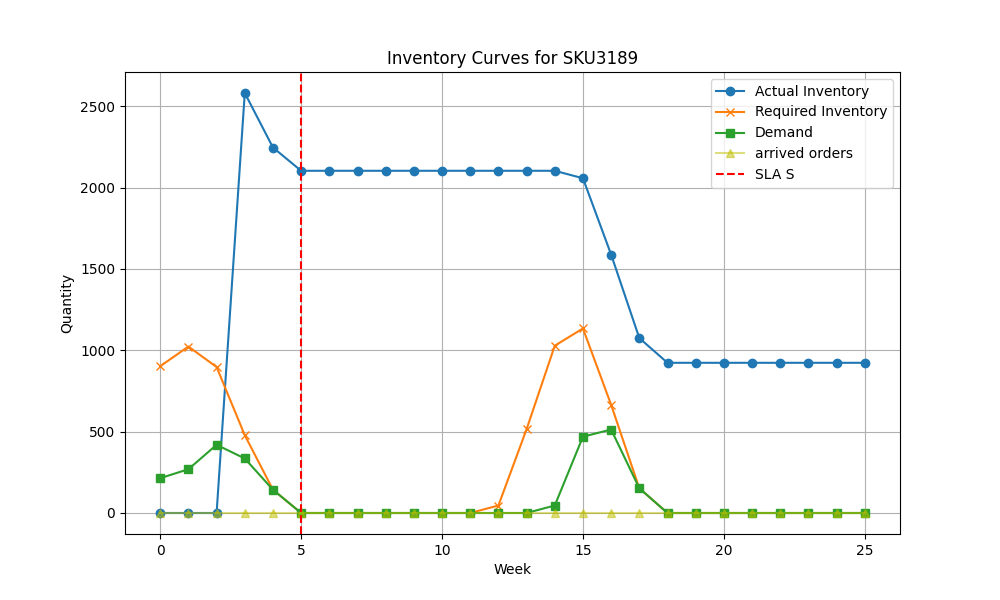 Inventory Curves for SKU3189
Actual Inventory
Required Inventory
Demand
arrived orders
SLA S
Quantity
2500
2000
1500
1000
500
0
0 5 10 15 20 25
Week